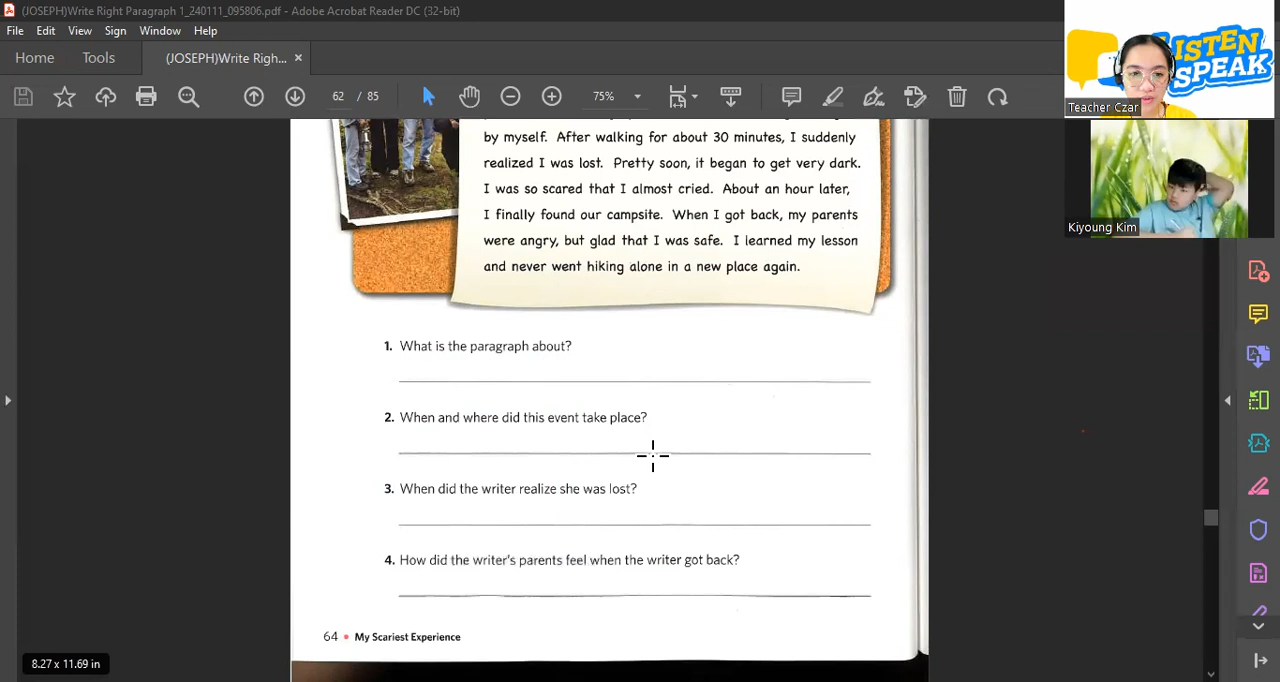 (JOSEPH)Write Right Paragraph 1_240111_095806.pdf - Adobe Acrobat Reader DC (32-bit)
File Edit View Sign Window Help
Home Tools (JOSEPH)Write Righ... ×
62 / 85 75%
LISTEN
SPEAK
Teacher Czar
Kiyoung Kim
by myself. After walking for about 30 minutes, I suddenly
realized I was lost. Pretty soon, it began to get very dark.
I was so scared that I almost cried. About an hour later,
I finally found our campsite. When I got back, my parents
were angry, but glad that I was safe. I learned my lesson
and never went hiking alone in a new place again.
1. What is the paragraph about?
2. When and where did this event take place?
3. When did the writer realize she was lost?
4. How did the writer's parents feel when the writer got back?
64 • My Scariest Experience
8.27 x 11.69 in